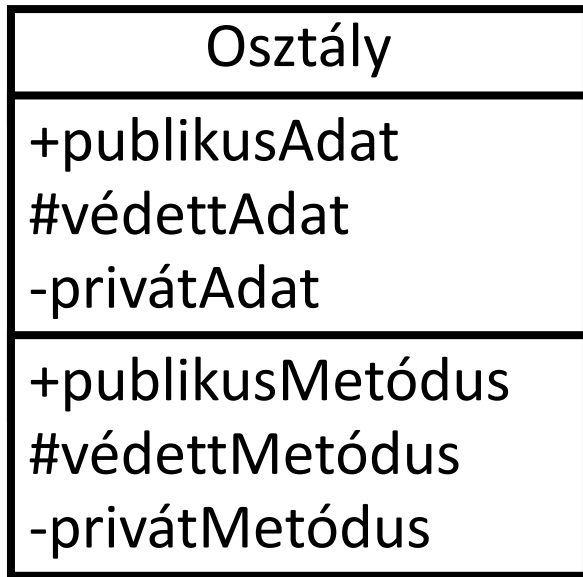 Osztály
+publikusAdat
#védettAdat
-privátAdat
+publikusMetódus
#védettMetódus
-privátMetódus